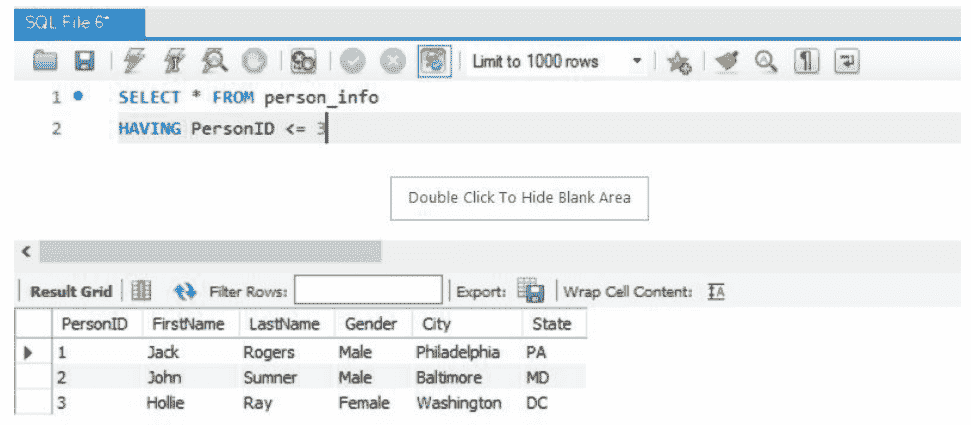 SQL File 6*
Limit to 1000 rows
1 SELECT * FROM person_info
2 HAVING PersonID <= 3
Double Click To Hide Blank Area
Result Grid Filter Rows: Export: Wrap Cell Content: IA
PersonID FirstName LastName Gender City State
1 Jack Rogers Male Philadelphia PA
2 John Sumner Male Baltimore MD
3 Hollie Ray Female Washington DC